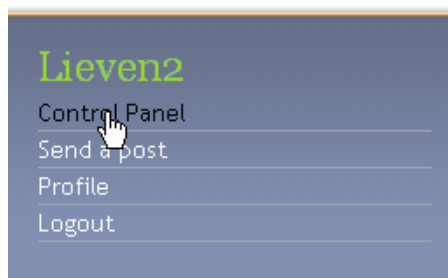 Lieven2
Control Panel
Send a post
Profile
Logout